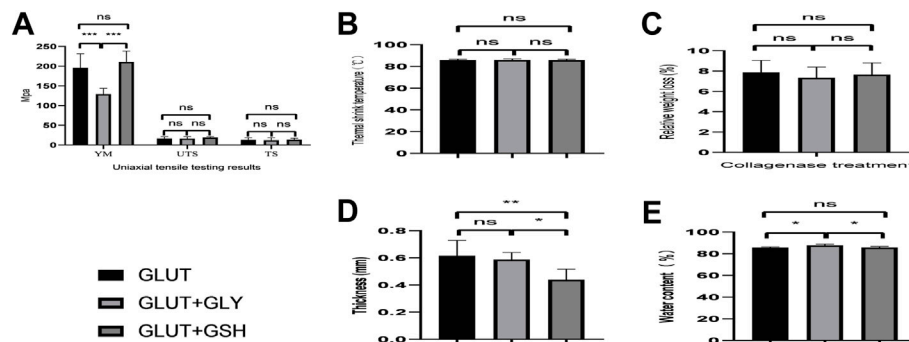 A
ns
*** ***
Mpa
250
200
150
100
50
0
ns
ns ns
ns
ns ns
YM UTS TS
Uniaxial tensile testing results
B
ns
ns ns
Thermal shrink temperature (°C)
100
80
60
40
20
0
C
ns
ns ns
Relative weight loss (%)
10
8
6
4
2
0
Collagenase treatment
D
**
ns *
Thickness (mm)
0.8
0.6
0.4
0.2
0.0
E
ns
* *
Water content (%)
100
80
60
40
20
0
GLUT
GLUT+GLY
GLUT+GSH